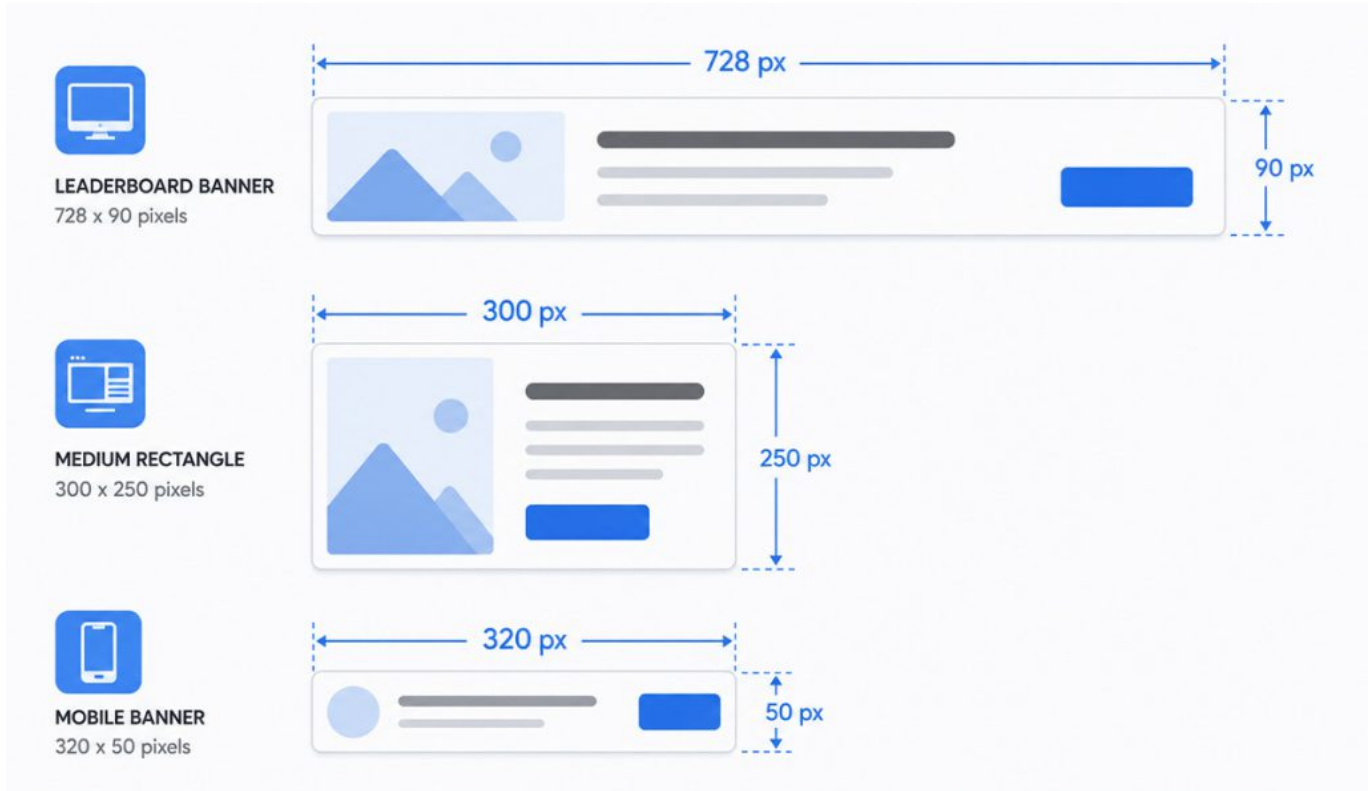 728 px
90 px
LEADERBOARD BANNER
728 x 90 pixels
300 px
250 px
MEDIUM RECTANGLE
300 x 250 pixels
320 px
50 px
MOBILE BANNER
320 x 50 pixels